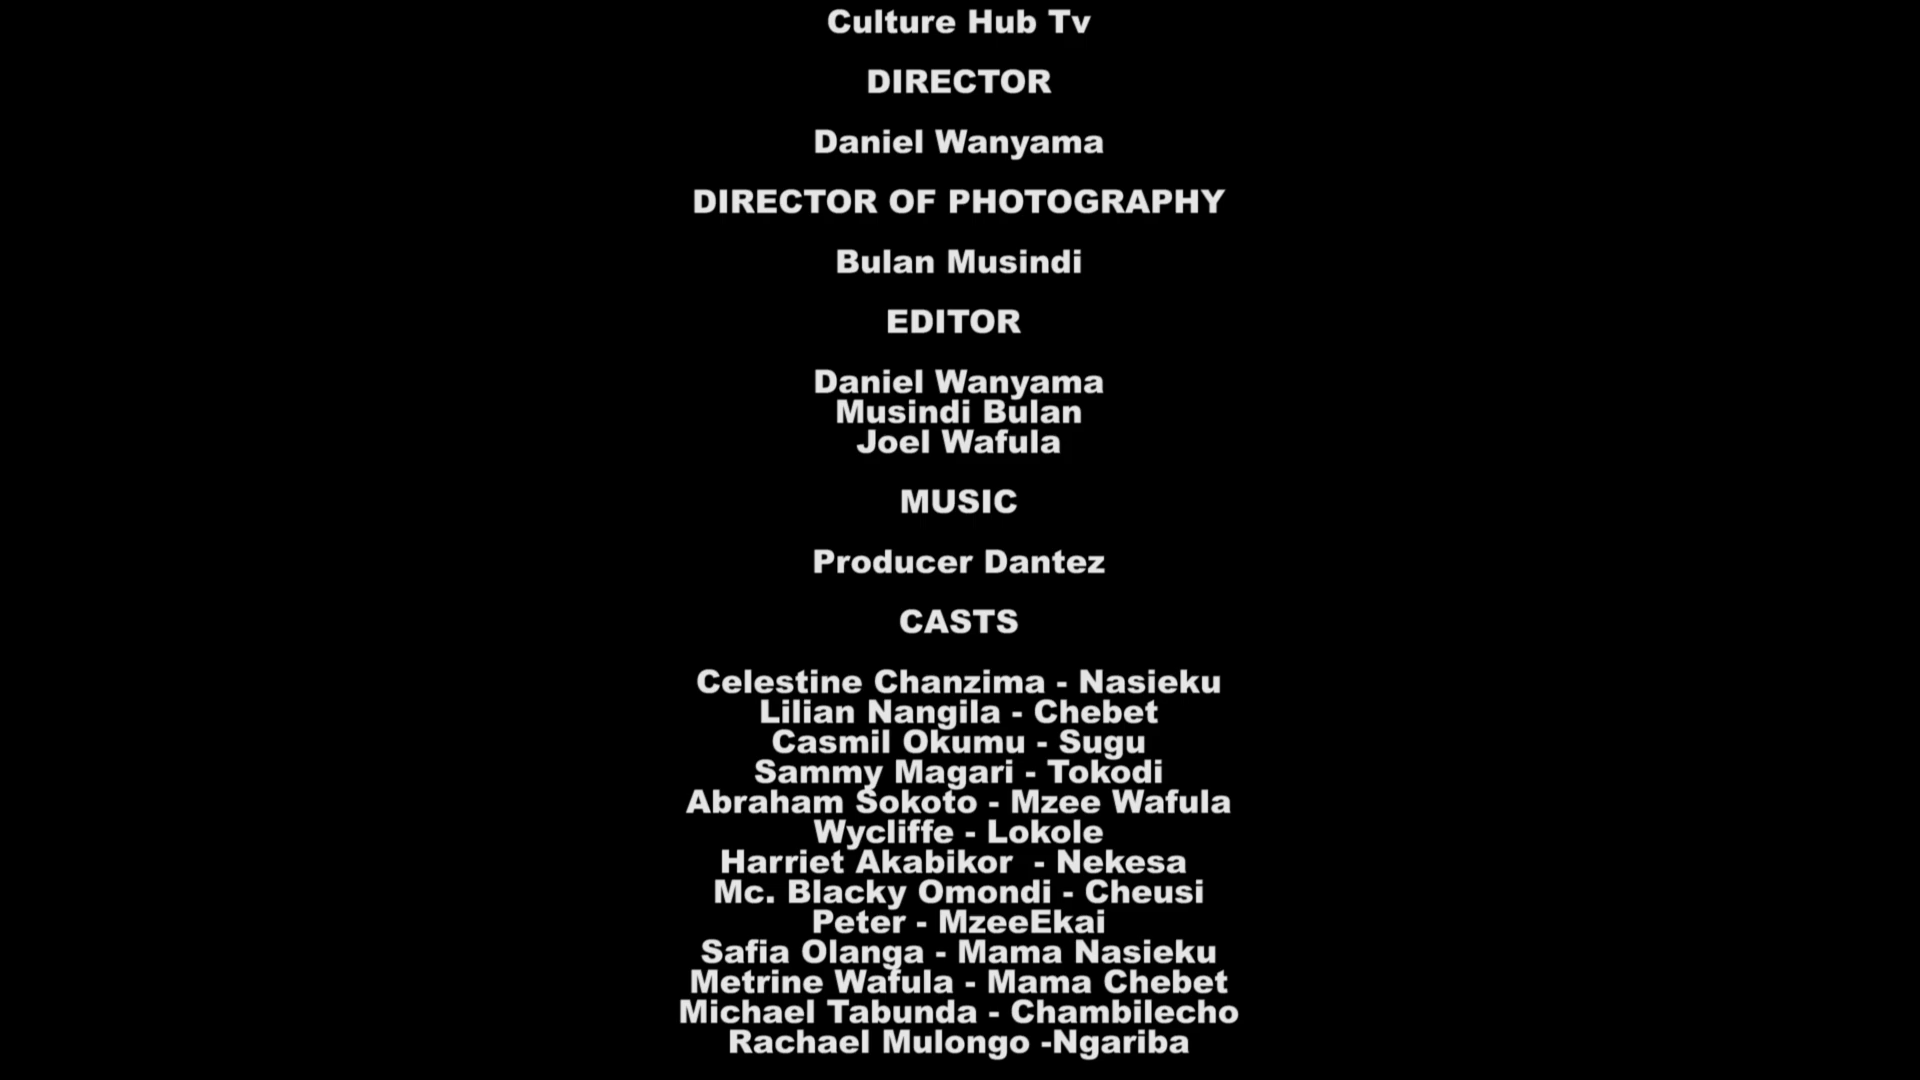 Culture Hub Tv
DIRECTOR
Daniel Wanyama
DIRECTOR OF PHOTOGRAPHY
Bulan Musindi
EDITOR
Daniel Wanyama
Musindi Bulan
Joel Wafula
MUSIC
Producer Dantez
CASTS
Celestine Chanzima - Nasieku
Lilian Nangila - Chebet
Casmil Okumu - Sugu
Sammy Magari - Tokodi
Abraham Sokoto - Mzee Wafula
Wycliffe - Lokole
Harriet Akabikor  - Nekesa
Mc. Blacky Omondi - Cheusi
Peter - MzeeEkai
Safia Olanga - Mama Nasieku
Metrine Wafula - Mama Chebet
Michael Tabunda - Chambilecho
Rachael Mulongo -Ngariba